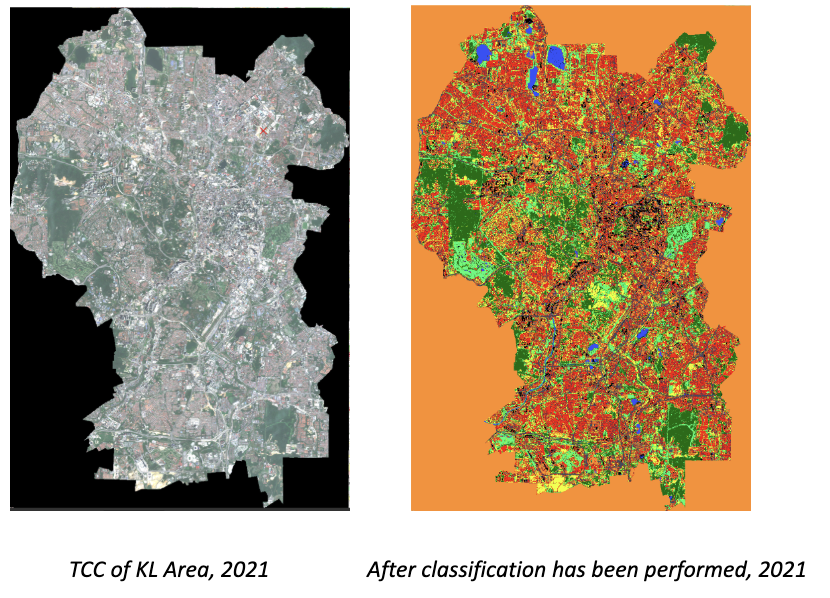 TCC of KL Area, 2021
After classification has been performed, 2021